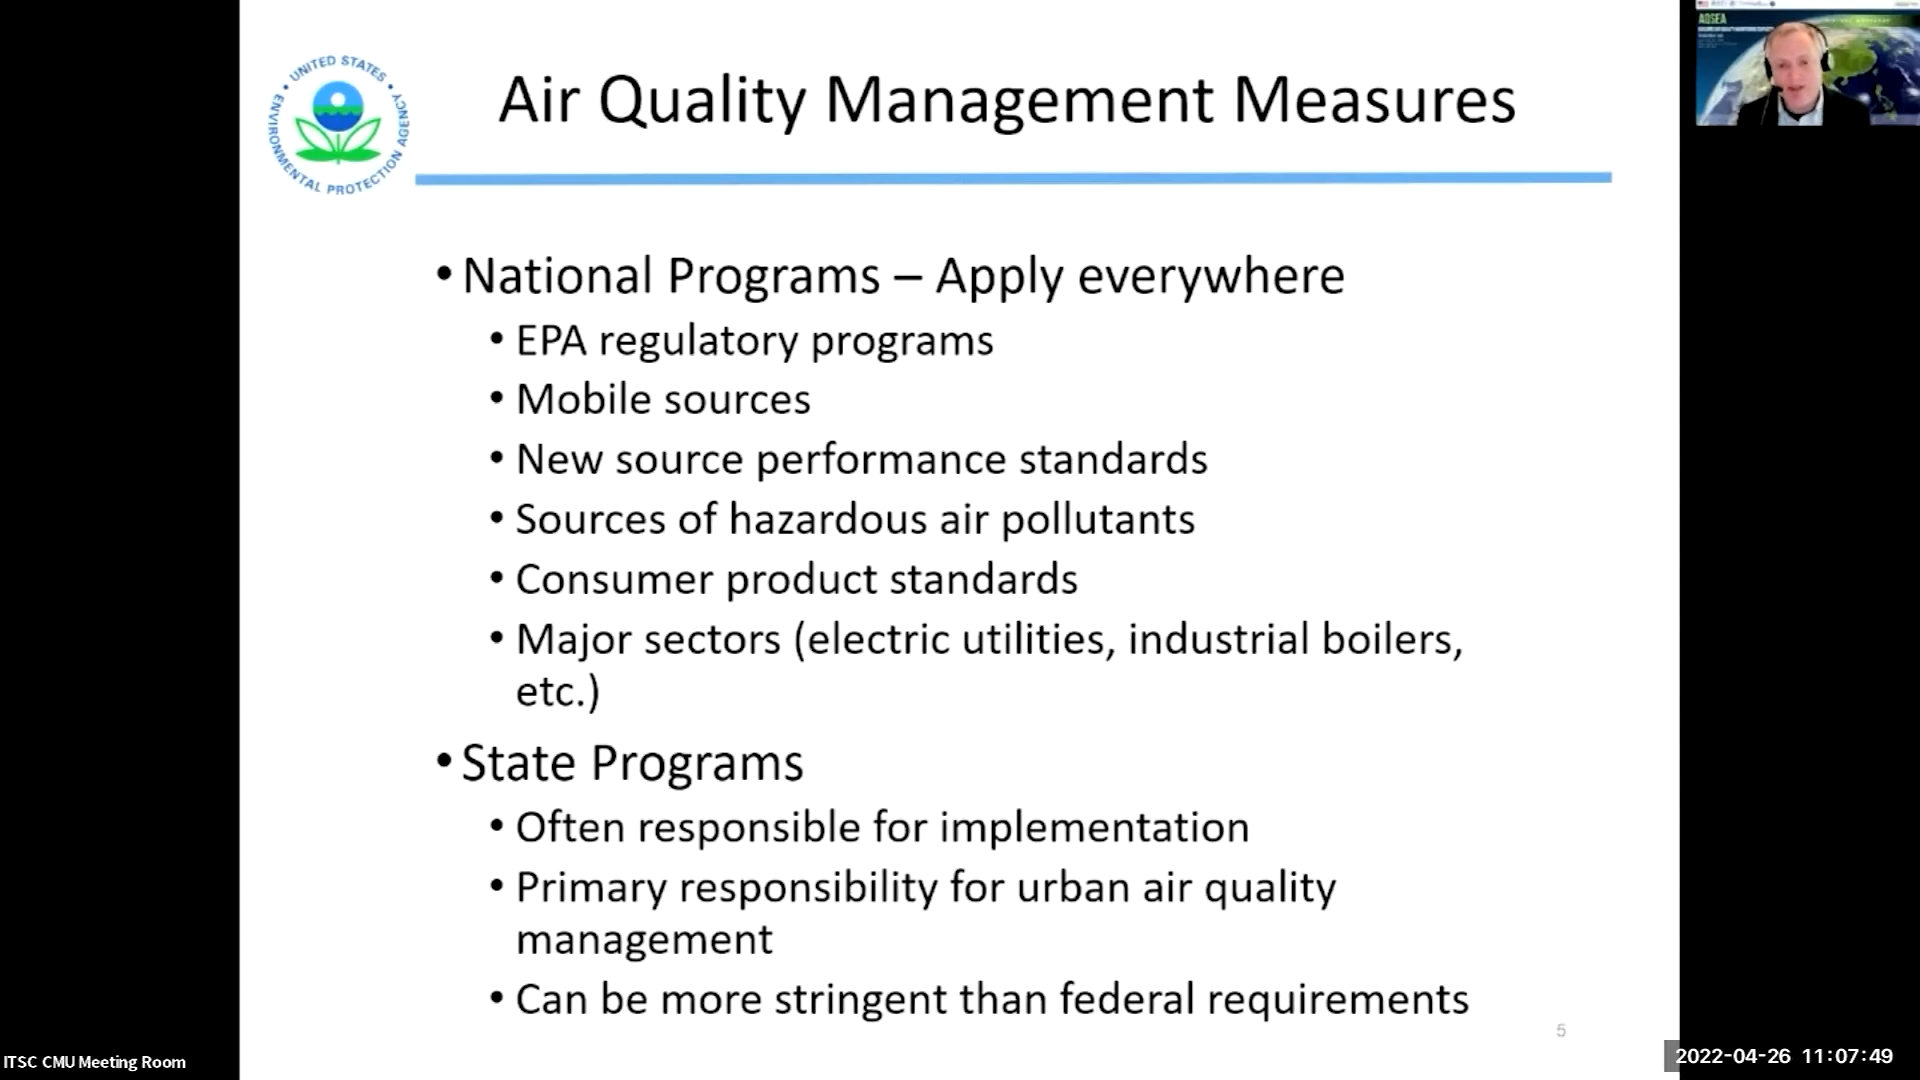 UNITED STATES
ENVIRONMENTAL PROTECTION AGENCY
Air Quality Management Measures
AQSEA
• National Programs – Apply everywhere
• EPA regulatory programs
• Mobile sources
• New source performance standards
• Sources of hazardous air pollutants
• Consumer product standards
• Major sectors (electric utilities, industrial boilers,
etc.)
• State Programs
• Often responsible for implementation
• Primary responsibility for urban air quality
management
• Can be more stringent than federal requirements
5
ITSC CMU Meeting Room
2022-04-26 11:07:49